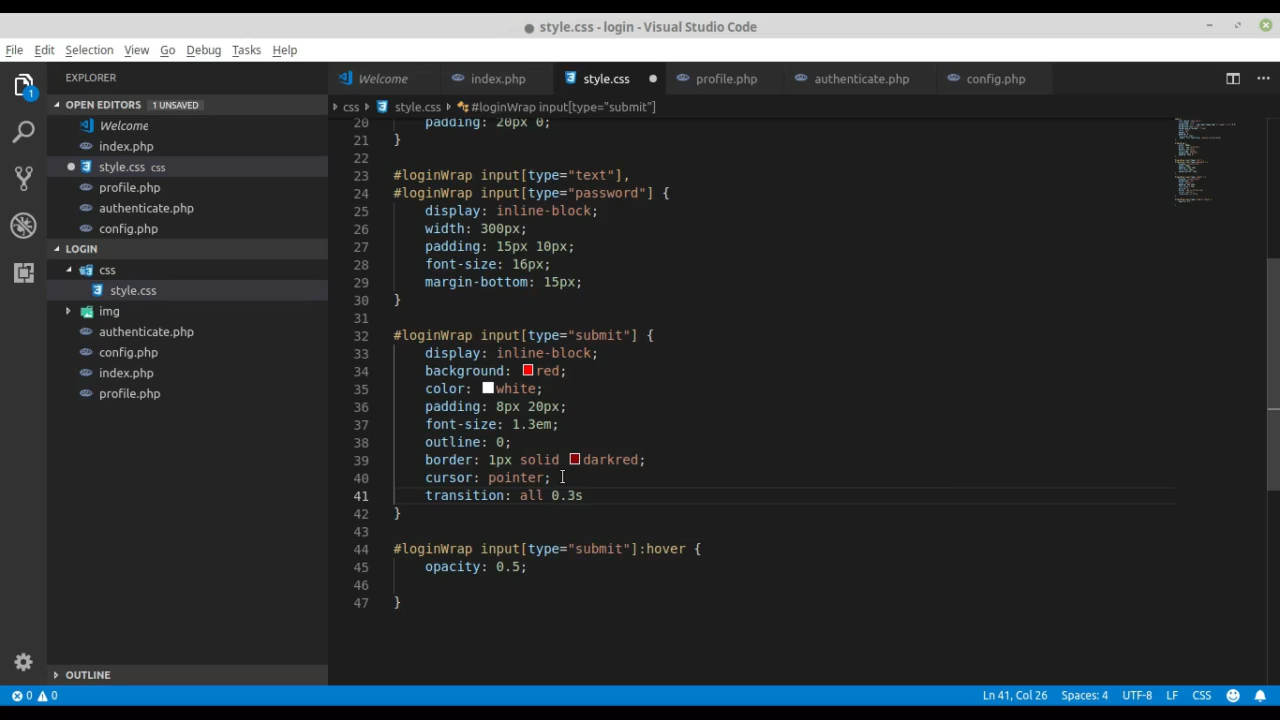 style.css - login - Visual Studio Code
File Edit Selection View Go Debug Tasks Help
EXPLORER
Welcome index.php style.css profile.php authenticate.php config.php
OPEN EDITORS 1 UNSAVED
Welcome
index.php
style.css css
profile.php
authenticate.php
config.php
LOGIN
css
style.css
img
authenticate.php
config.php
index.php
profile.php
OUTLINE
1
css style.css #loginWrap input[type="submit"]
20 padding: 20px 0;
21 }
22
23 #loginWrap input[type="text"],
24 #loginWrap input[type="password"] {
25 display: inline-block;
26 width: 300px;
27 padding: 15px 10px;
28 font-size: 16px;
29 margin-bottom: 15px;
30 }
31
32 #loginWrap input[type="submit"] {
33 display: inline-block;
34 background: red;
35 color: white;
36 padding: 8px 20px;
37 font-size: 1.3em;
38 outline: 0;
39 border: 1px solid darkred;
40 cursor: pointer;
41 transition: all 0.3s
42 }
43
44 #loginWrap input[type="submit"]:hover {
45 opacity: 0.5;
46
47 }
0 0 Ln 41, Col 26 Spaces: 4 UTF-8 LF CSS